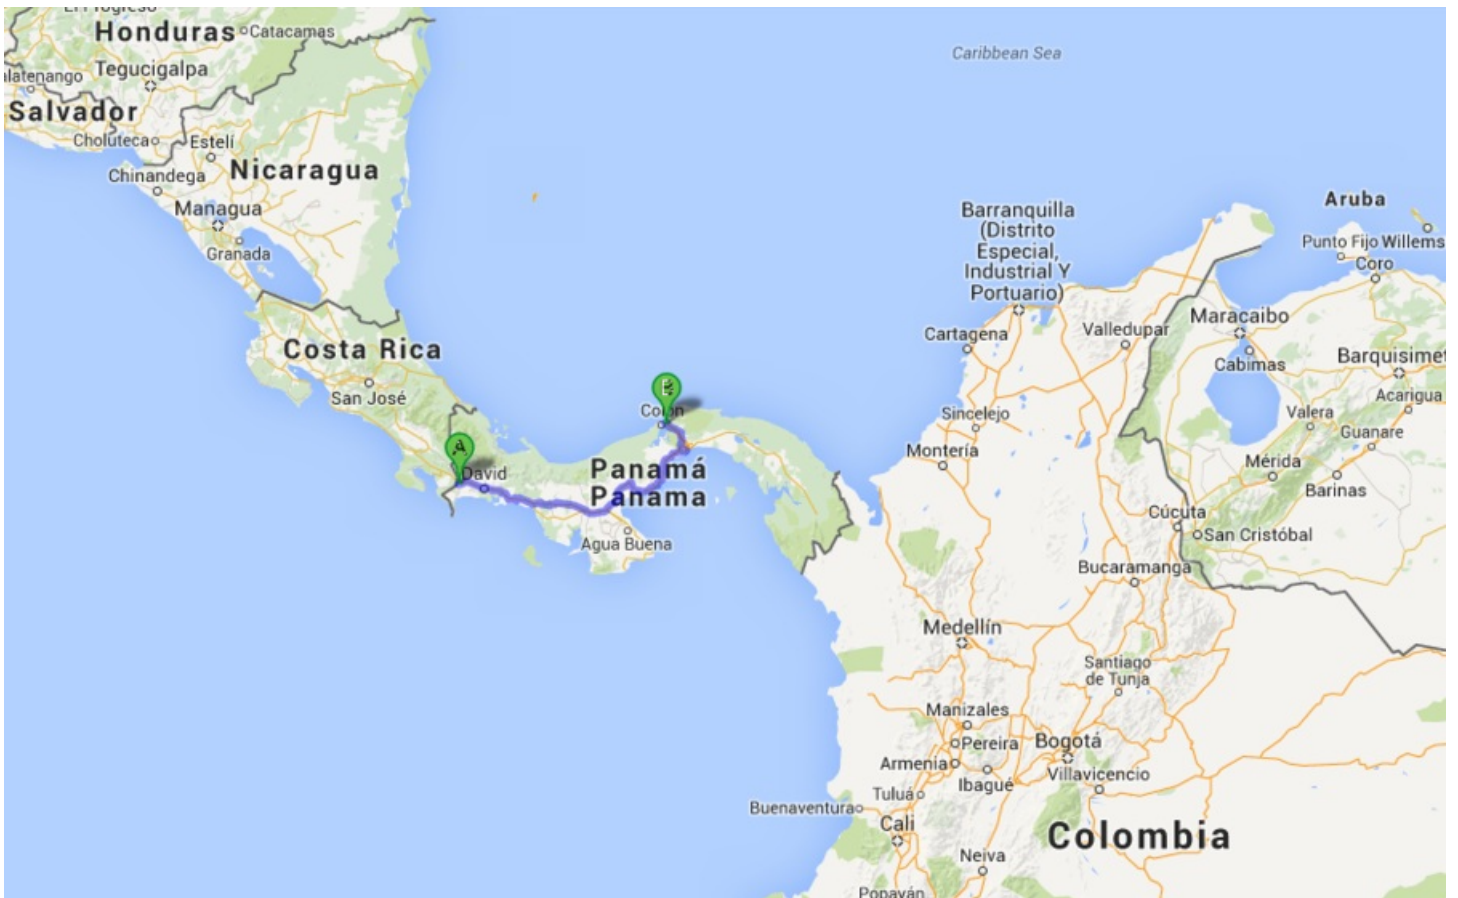 El Progreso
Honduras
Catacamas
Tegucigalpa
Salvador
Choluteca
Estelí
Chinandega
Nicaragua
Managua
Granada
Costa Rica
San José
Caribbean Sea
A
David
Colón
Panamá
Panama
Agua Buena
Barranquilla
(Distrito
Especial,
Industrial Y
Portuario)
Cartagena
Valledupar
Sincelejo
Montería
Aruba
Punto Fijo
Willems
Coro
Maracaibo
Cabimas
Barquisimet
Acarigua
Valera
Guanare
Mérida
Barinas
Cúcuta
San Cristóbal
Bucaramanga
Medellín
Santiago
de Tunja
Manizales
Pereira
Bogotá
Armenia
Ibagué
Villavicencio
Tuluá
Buenaventura
Cali
Colombia
Neiva
Popayán